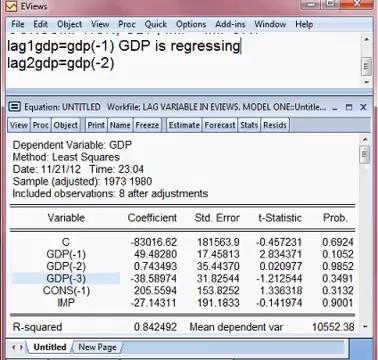 EViews
File Edit Object View Proc Quick Options Add-ins Window
lag1gdp=gdp(-1) GDP is regressing
lag2gdp=gdp(-2)
Equation: UNTITLED Workfile: LAG VARIABLE IN EVIEWS. MODEL ONE::Untitle...
View Proc Object Print Name Freeze Estimate Forecast Stats Resids
Dependent Variable: GDP
Method: Least Squares
Date: 11/21/12 Time: 23:04
Sample (adjusted): 1973 1980
Included observations: 8 after adjustments
Variable Coefficient Std. Error t-Statistic Prob.
C -83016.62 181563.9 -0.457231 0.6924
GDP(-1) 49.48280 17.45813 2.834371 0.1052
GDP(-2) 0.743493 35.44370 0.020977 0.9852
GDP(-3) -38.58974 31.82544 -1.212544 0.3491
CONS(-1) 205.5594 153.8252 1.336318 0.3132
IMP -27.14311 191.1833 -0.141974 0.9001
R-squared 0.842492 Mean dependent var 10552.38
Untitled New Page